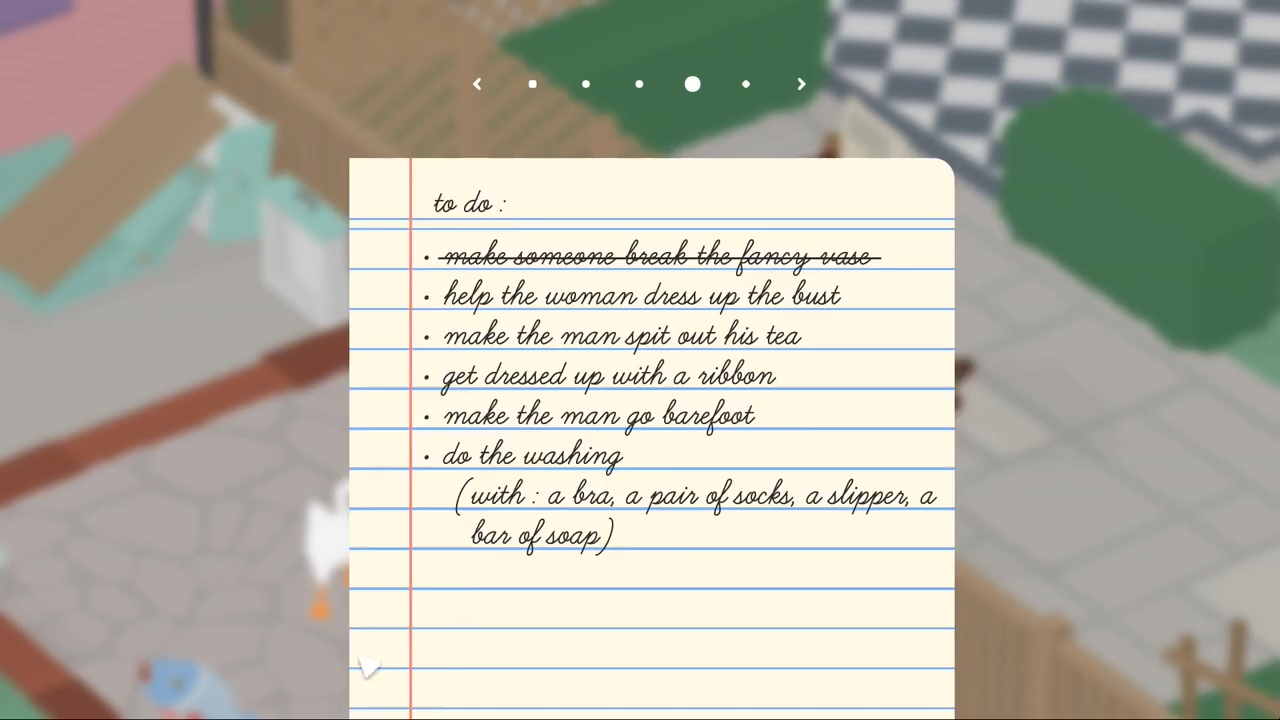 to do :
• make someone break the fancy vase
• help the woman dress up the bust
• make the man spit out his tea
• get dressed up with a ribbon
• make the man go barefoot
• do the washing
(with : a bra, a pair of socks, a slipper, a
bar of soap)